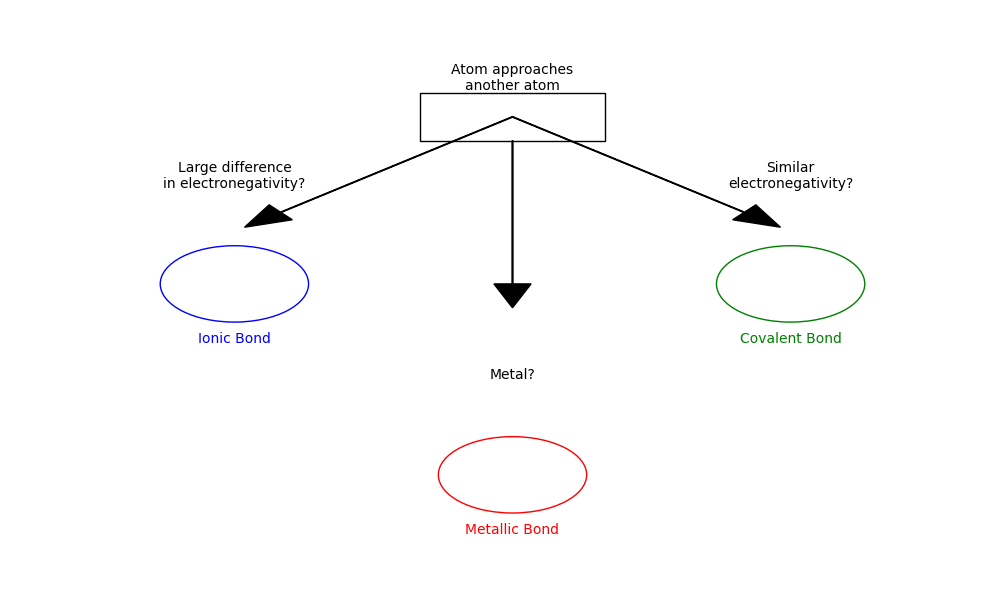 Atom approaches
another atom
Large difference
in electronegativity?
Similar
electronegativity?
Ionic Bond
Covalent Bond
Metal?
Metallic Bond